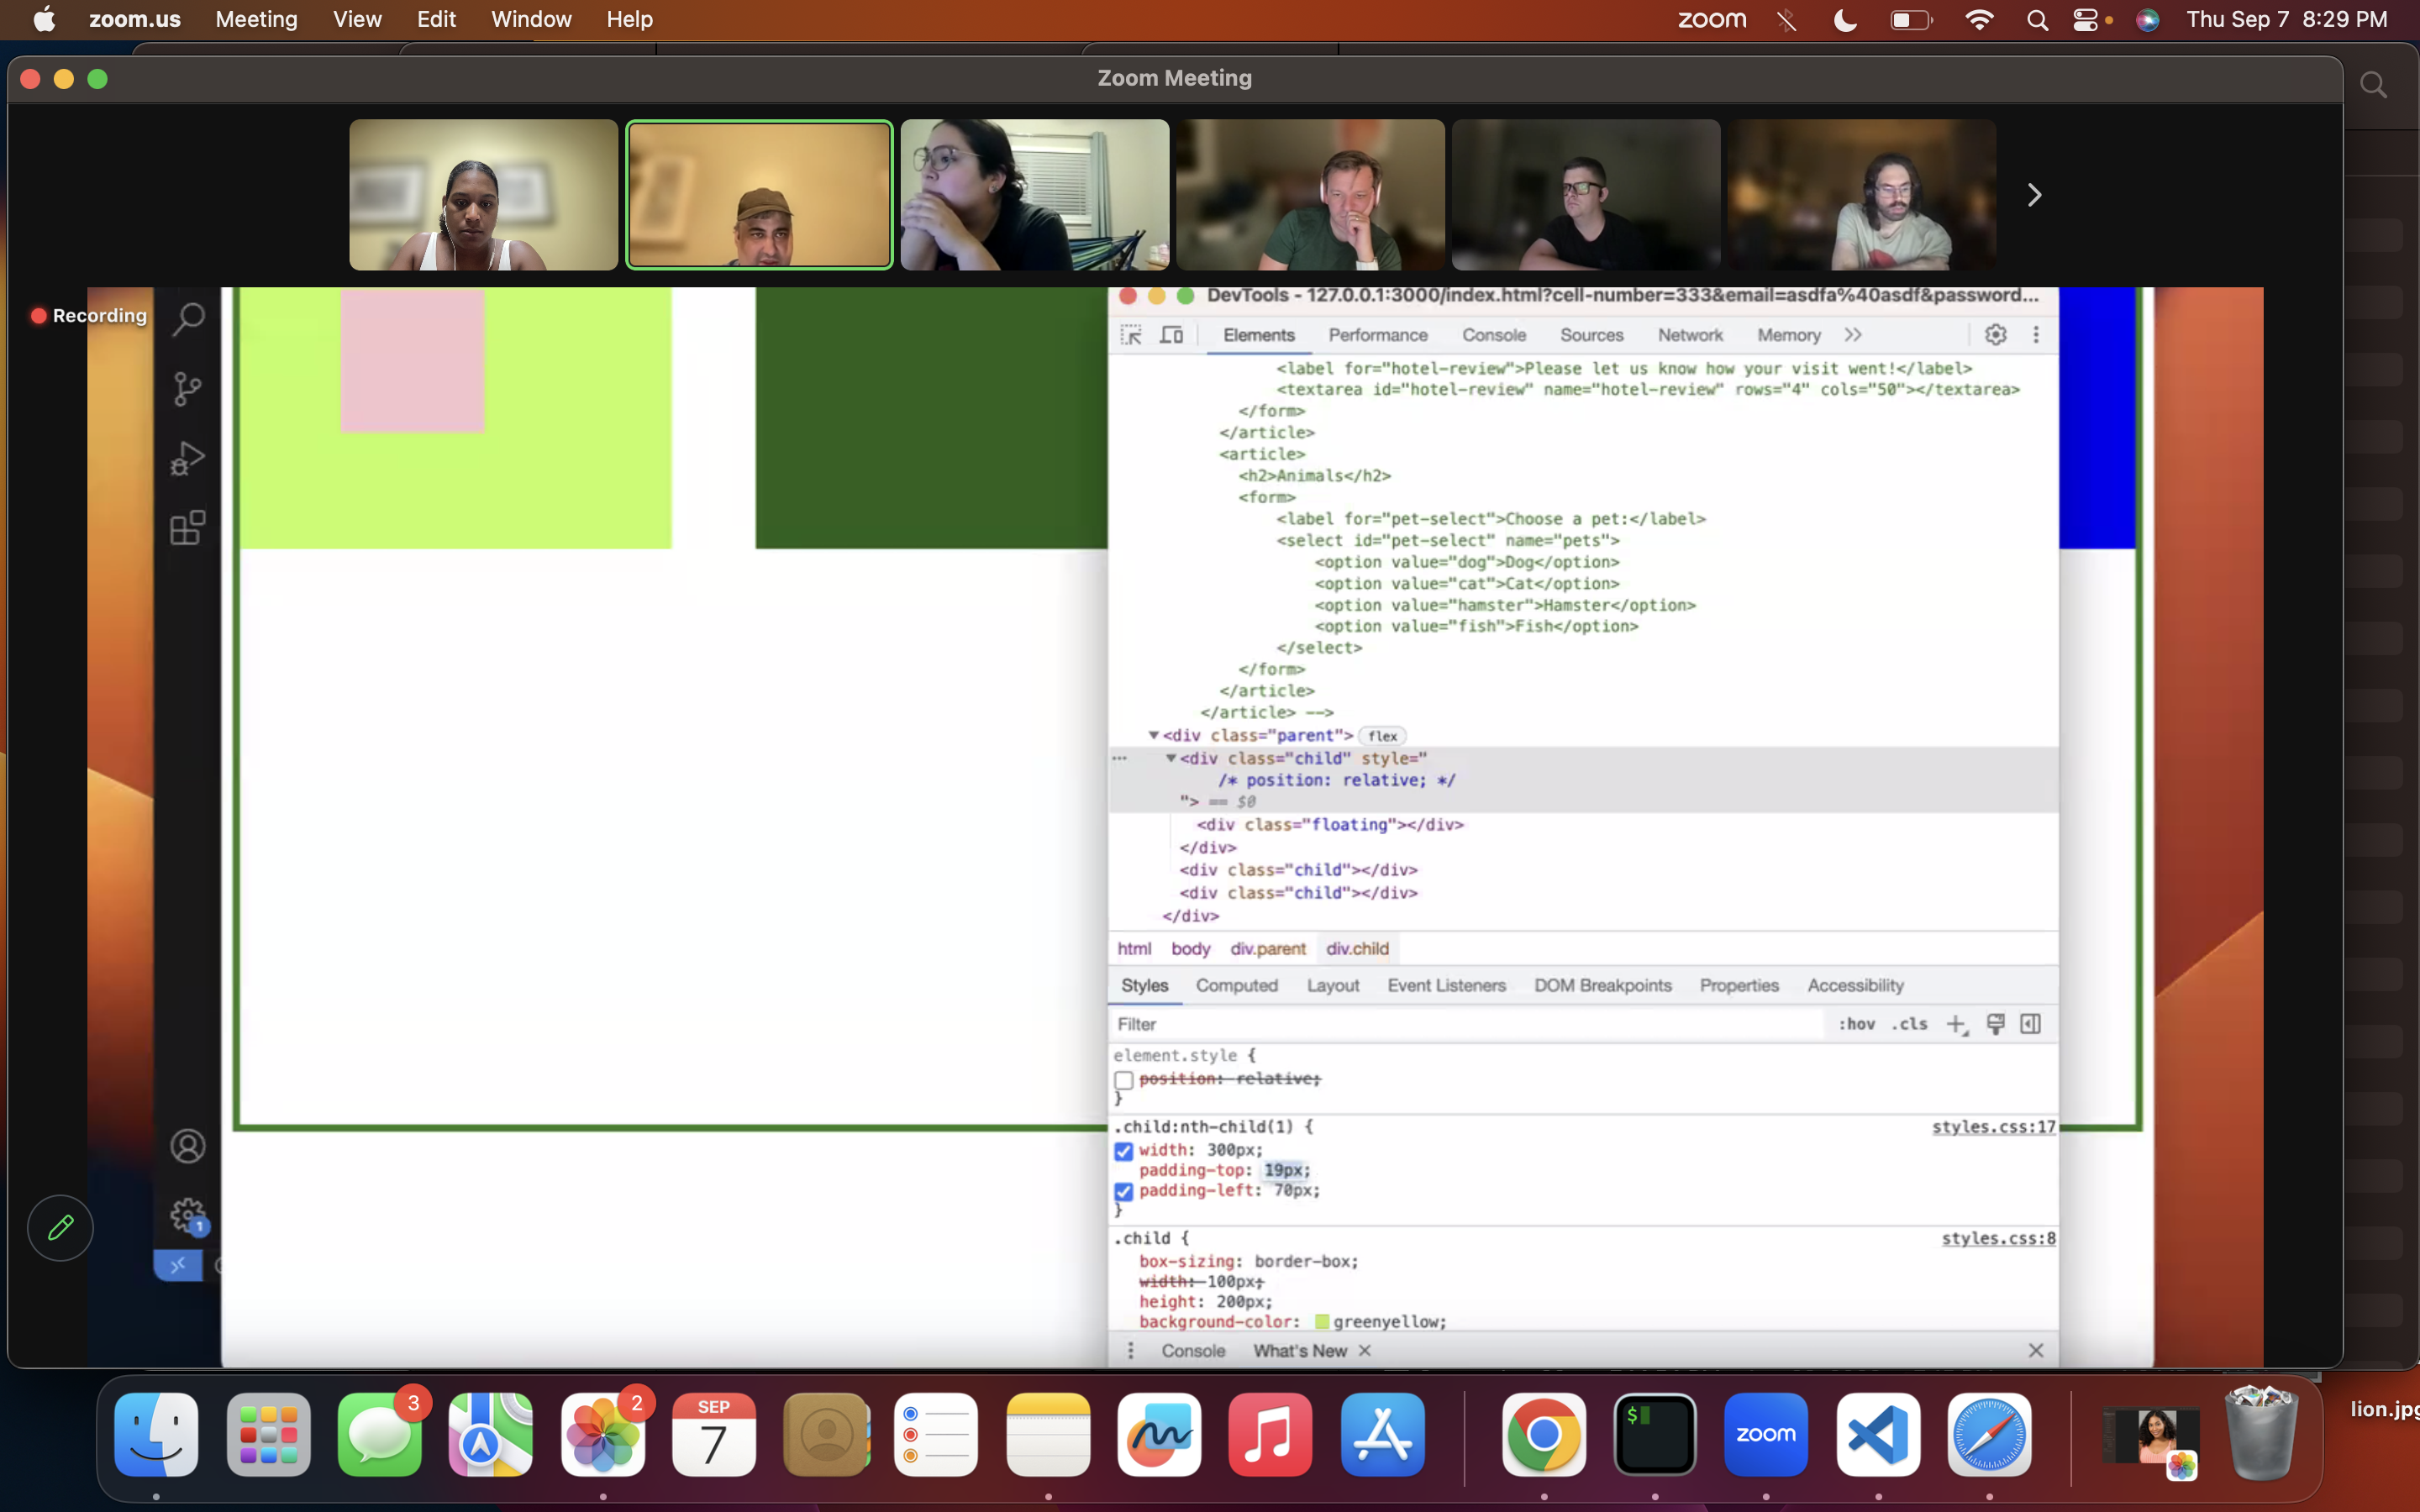 zoom.us Meeting View Edit Window Help zoom Thu Sep 7 8:29 PM
Zoom Meeting
Recording
DevTools - 127.0.0.1:3000/index.html?cell-number=333&email=asdfa%40asdf&password...
Elements Performance Console Sources Network Memory
<label for="hotel-review">Please let us know how your visit went!</label>
<textarea id="hotel-review" name="hotel-review" rows="4" cols="50"></textarea>
</form>
</article>
<article>
<h2>Animals</h2>
<form>
<label for="pet-select">Choose a pet:</label>
<select id="pet-select" name="pets">
<option value="dog">Dog</option>
<option value="cat">Cat</option>
<option value="hamster">Hamster</option>
<option value="fish">Fish</option>
</select>
</form>
</article>
</article> -->
<div class="parent"> flex
<div class="child" style="
/* position: relative; */
"> == $0
<div class="floating"></div>
</div>
<div class="child"></div>
<div class="child"></div>
</div>
html body div.parent div.child
Styles Computed Layout Event Listeners DOM Breakpoints Properties Accessibility
Filter :hov .cls
element.style {
position: relative;
}
.child:nth-child(1) { styles.css:17
width: 300px;
padding-top: 19px;
padding-left: 70px;
}
.child { styles.css:8
box-sizing: border-box;
width: 100px;
height: 200px;
background-color: greenyellow;
Console What's New
1
3
2
SEP
7
$
zoom
lion.jpg